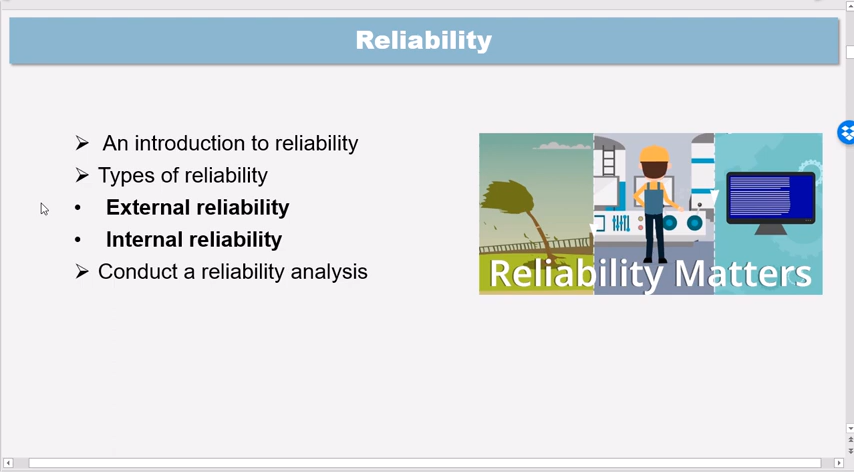 Reliability
➢ An introduction to reliability
➢ Types of reliability
• External reliability
• Internal reliability
➢ Conduct a reliability analysis
Reliability Matters